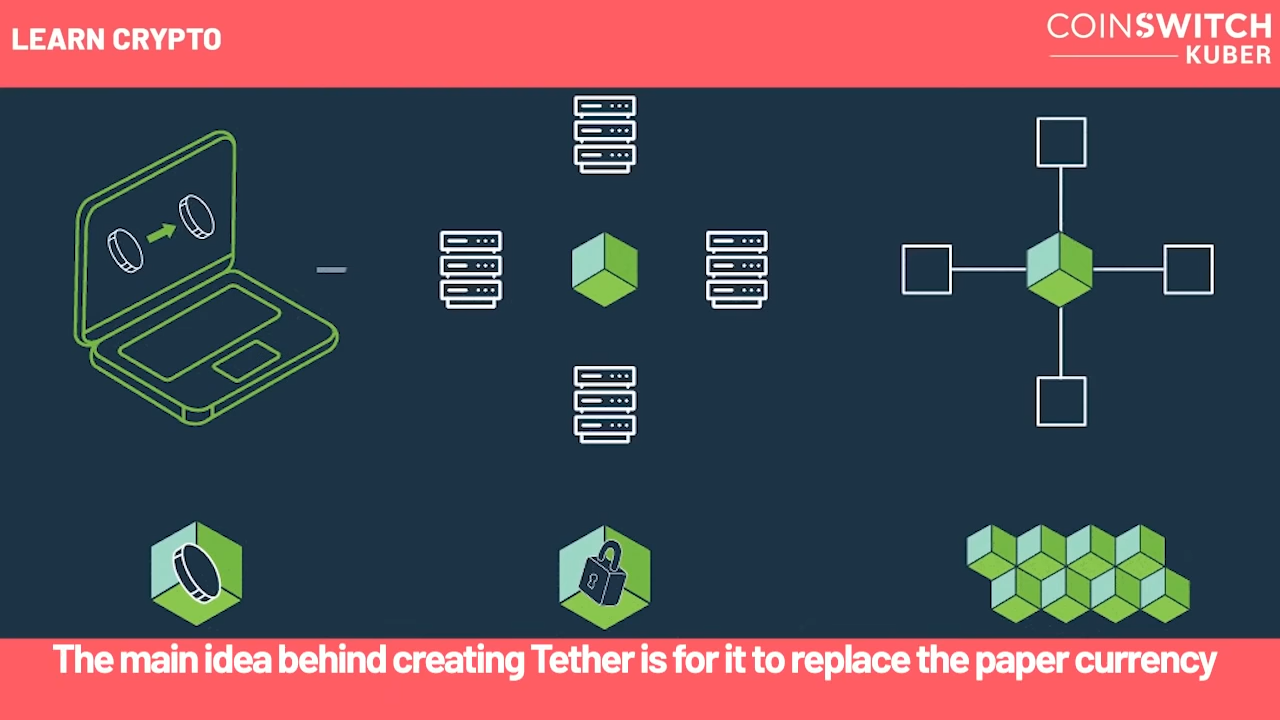 LEARN CRYPTO
COINSWITCH
KUBER
The main idea behind creating Tether is for it to replace the paper currency